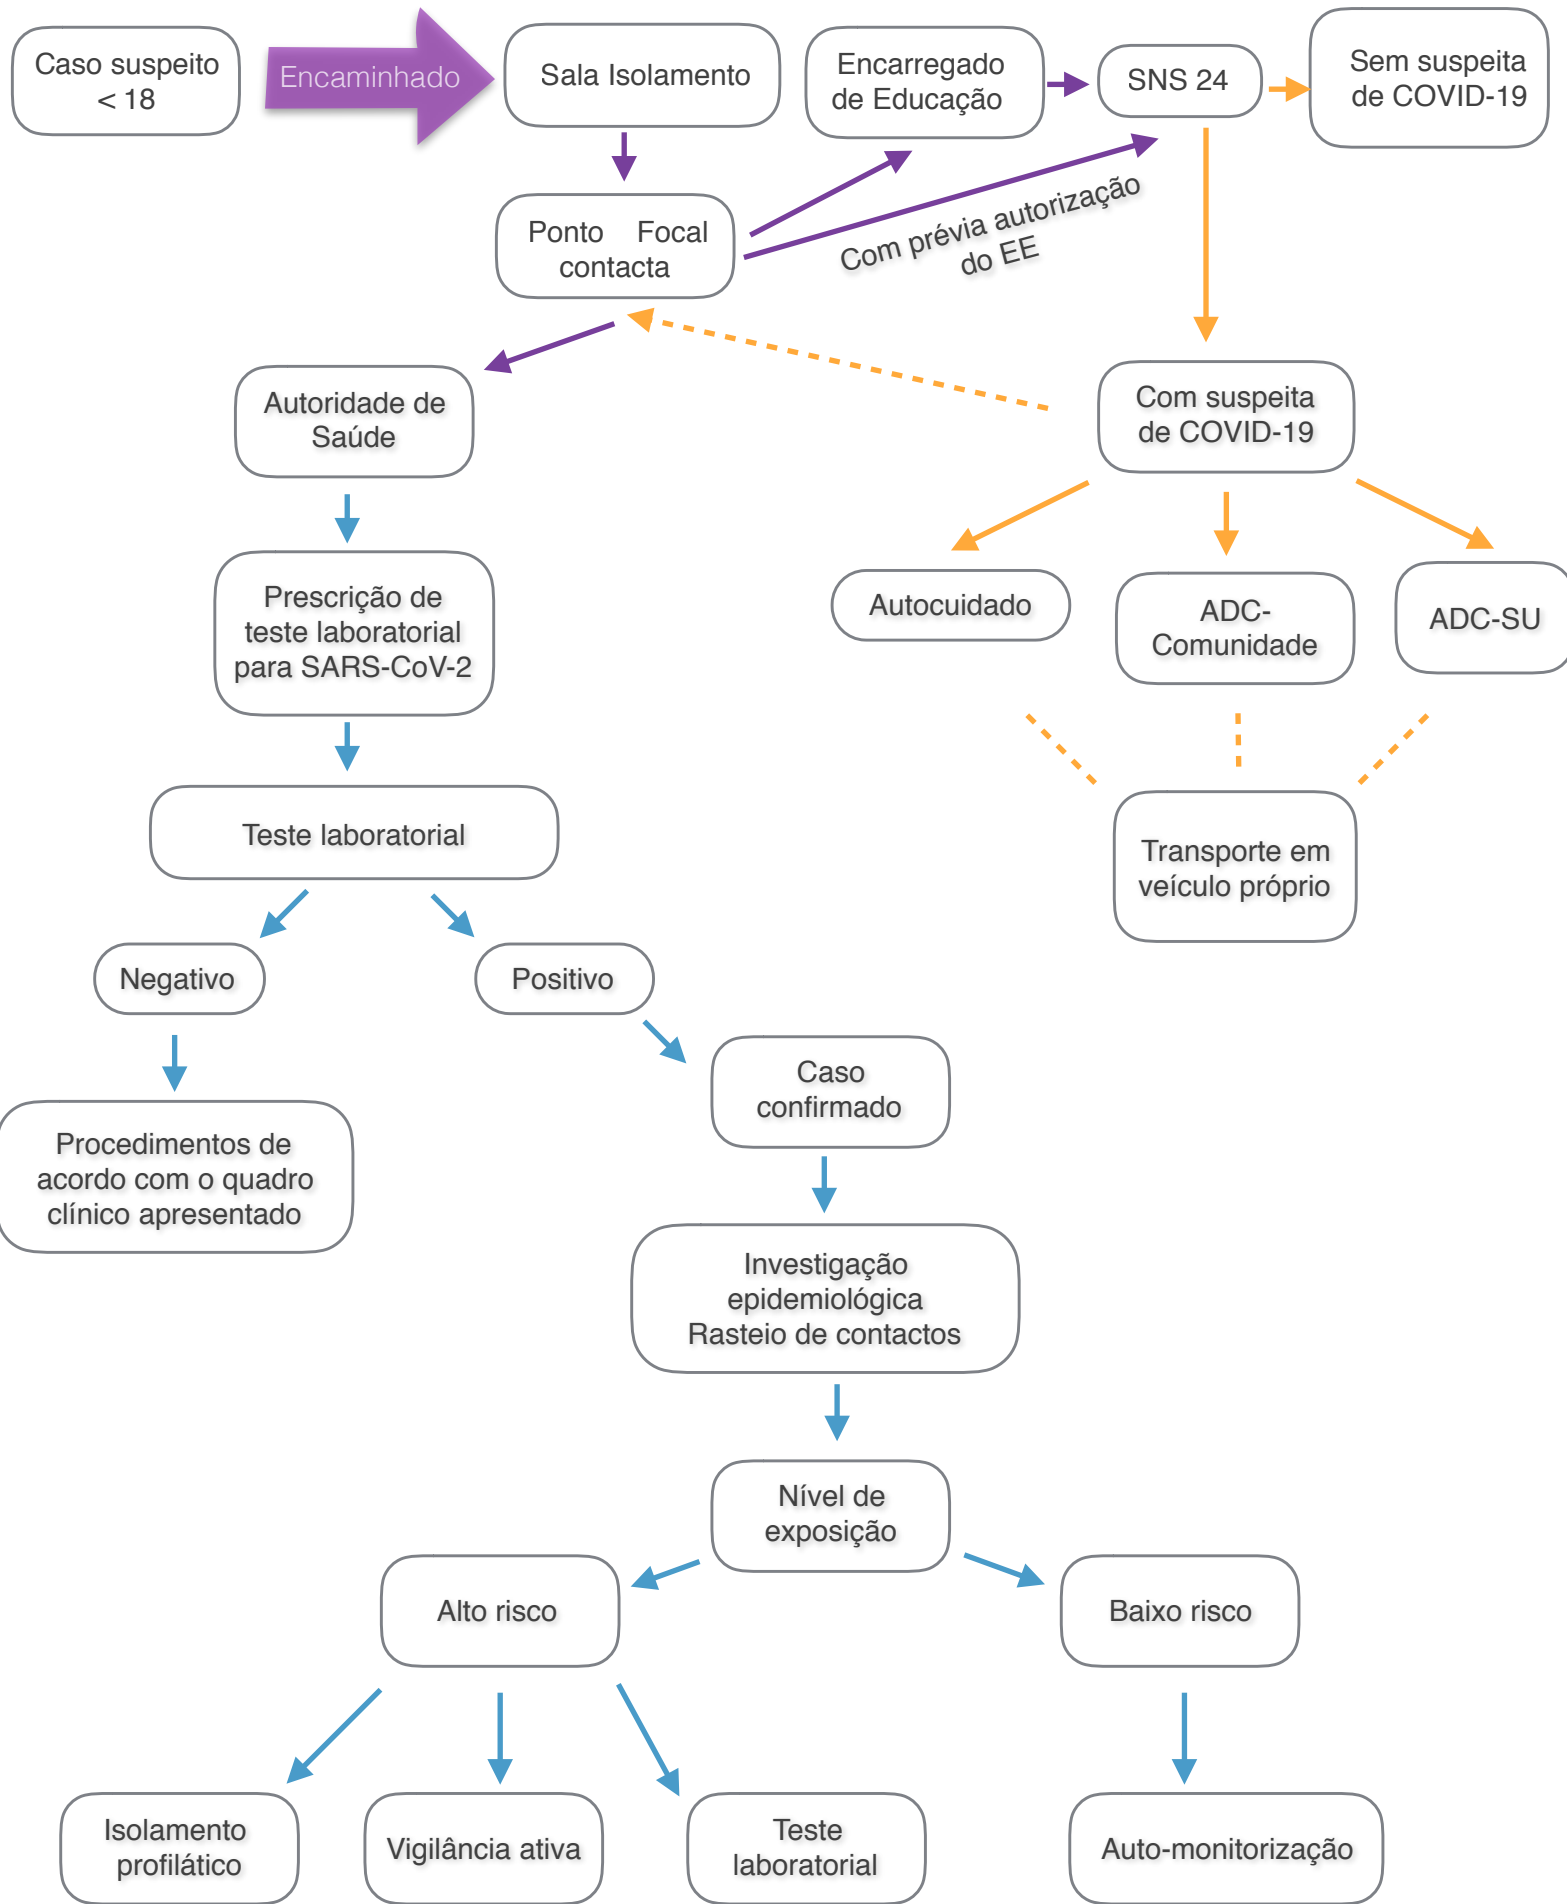 Caso suspeito
< 18
Encaminhado
Sala Isolamento
Encarregado
de Educação
SNS 24
Sem suspeita
de COVID-19
Ponto Focal
contacta
Com prévia autorização
do EE
Autoridade de
Saúde
Com suspeita
de COVID-19
Prescrição de
teste laboratorial
para SARS-CoV-2
Autocuidado
ADC-
Comunidade
ADC-SU
Teste laboratorial
Transporte em
veículo próprio
Negativo
Positivo
Caso
confirmado
Procedimentos de
acordo com o quadro
clínico apresentado
Investigação
epidemiológica
Rasteio de contactos
Nível de
exposição
Alto risco
Baixo risco
Isolamento
profilático
Vigilância ativa
Teste
laboratorial
Auto-monitorização